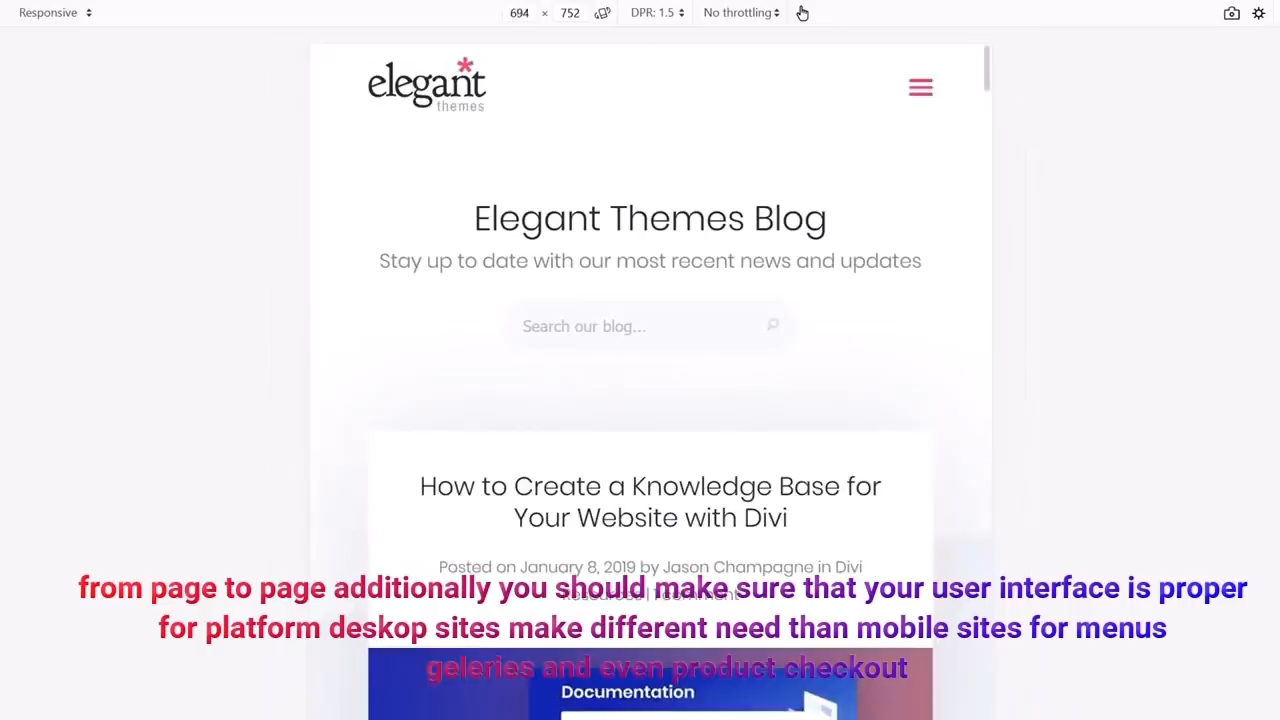 Responsive 694 × 752 DPR: 1.5 No throttling
elegant
themes
Elegant Themes Blog
Stay up to date with our most recent news and updates
Search our blog...
How to Create a Knowledge Base for
Your Website with Divi
Posted on January 8, 2019 by Jason Champagne in Divi
Resources | 1 comment
from page to page additionally you should make sure that your user interface is proper
for platform deskop sites make different need than mobile sites for menus
geleries and even product checkout
Documentation